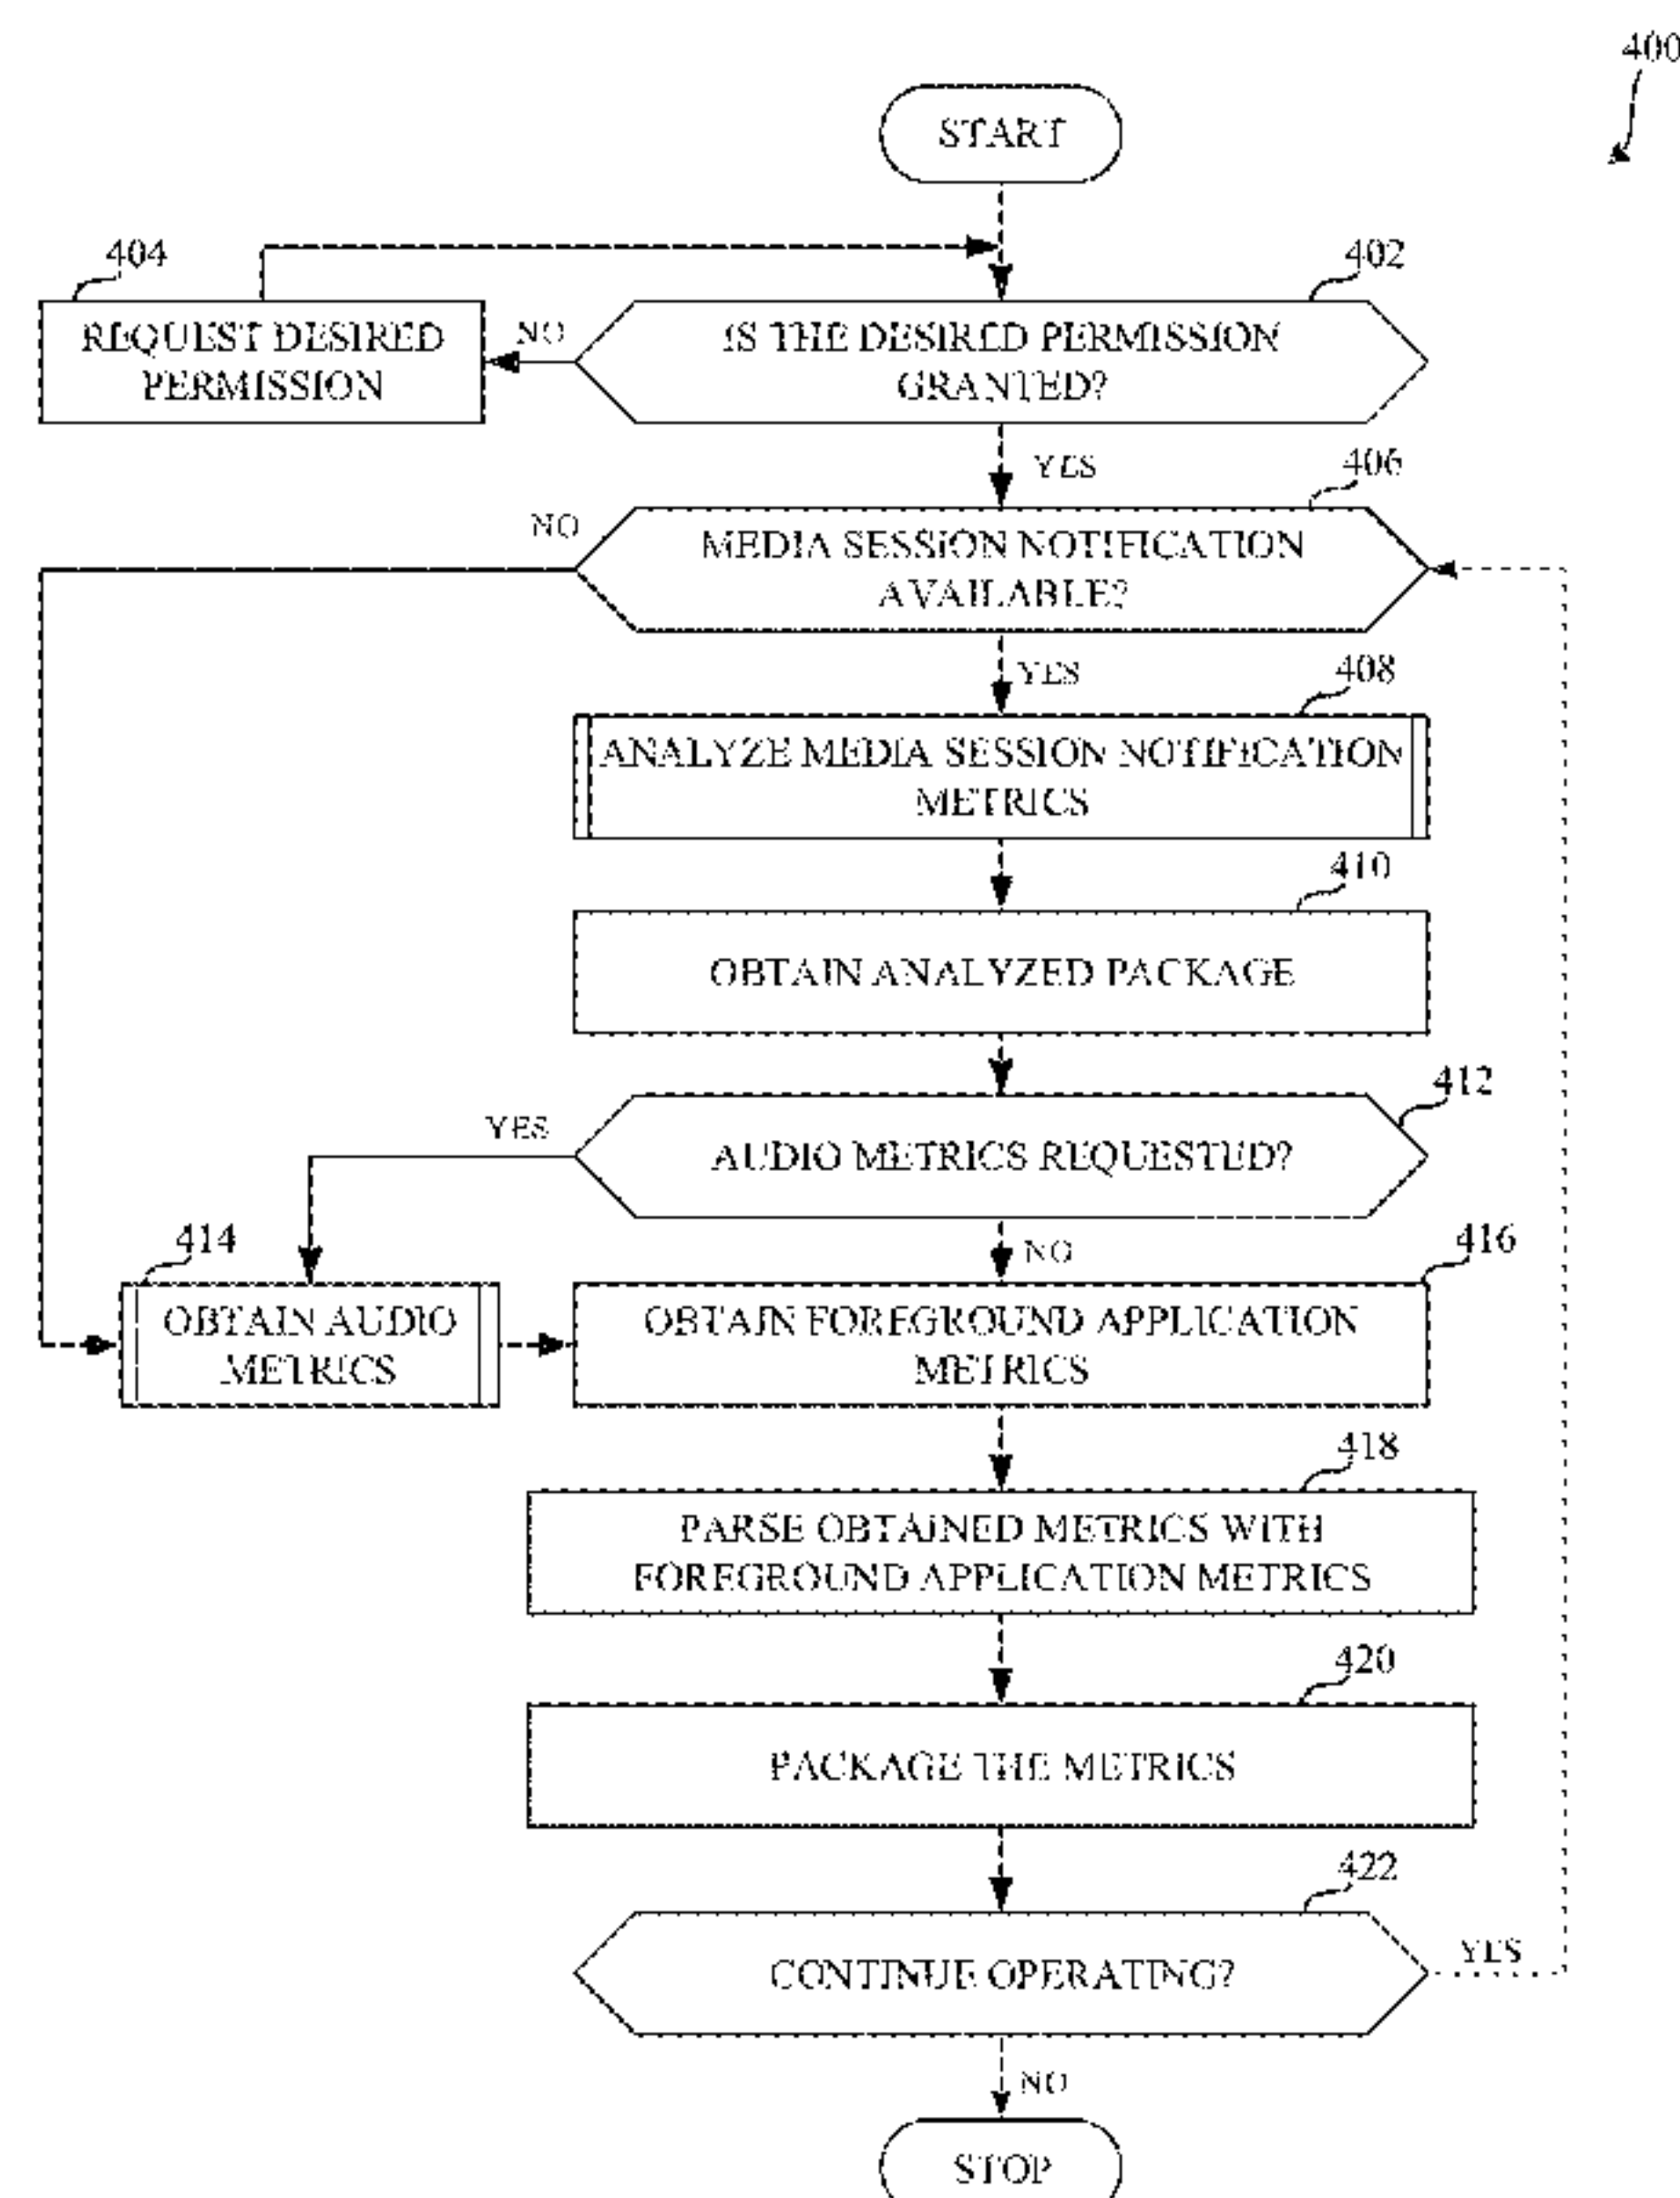 400
START
404
402
REQUEST DESIRED
PERMISSION
NO
IS THE DESIRED PERMISSION
GRANTED?
YES
406
NO
MEDIA SESSION NOTIFICATION
AVAILABLE?
YES
408
ANALYZE MEDIA SESSION NOTIFICATION
METRICS
410
OBTAIN ANALYZED PACKAGE
412
YES
AUDIO METRICS REQUESTED?
414
NO
416
OBTAIN AUDIO
METRICS
OBTAIN FOREGROUND APPLICATION
METRICS
418
PARSE OBTAINED METRICS WITH
FOREGROUND APPLICATION METRICS
420
PACKAGE THE METRICS
422
CONTINUE OPERATING?
YES
NO
STOP